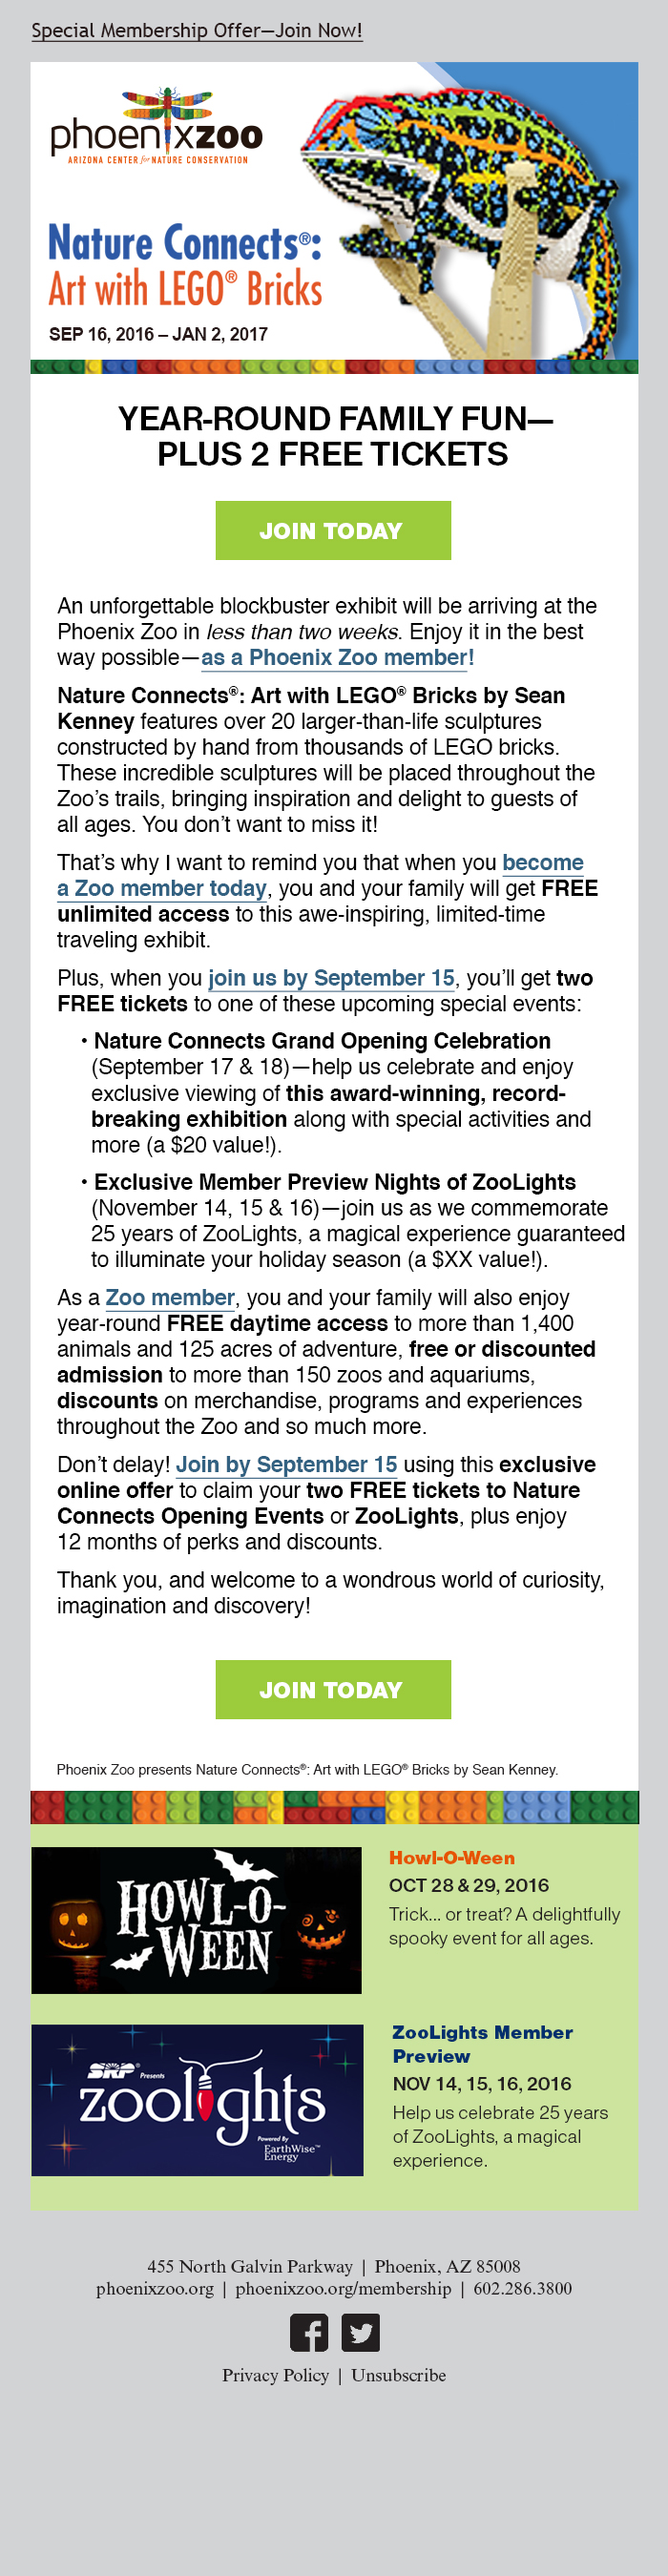 Special Membership Offer—Join Now!
phoenixzoo
ARIZONA CENTER for NATURE CONSERVATION
Nature Connects®:
Art with LEGO® Bricks
SEP 16, 2016 – JAN 2, 2017
YEAR-ROUND FAMILY FUN—
PLUS 2 FREE TICKETS
JOIN TODAY
An unforgettable blockbuster exhibit will be arriving at the
Phoenix Zoo in less than two weeks. Enjoy it in the best
way possible—as a Phoenix Zoo member!
Nature Connects®: Art with LEGO® Bricks by Sean
Kenney features over 20 larger-than-life sculptures
constructed by hand from thousands of LEGO bricks.
These incredible sculptures will be placed throughout the
Zoo’s trails, bringing inspiration and delight to guests of
all ages. You don’t want to miss it!
That’s why I want to remind you that when you become
a Zoo member today, you and your family will get FREE
unlimited access to this awe-inspiring, limited-time
traveling exhibit.
Plus, when you join us by September 15, you’ll get two
FREE tickets to one of these upcoming special events:
• Nature Connects Grand Opening Celebration
(September 17 & 18)—help us celebrate and enjoy
exclusive viewing of this award-winning, record-
breaking exhibition along with special activities and
more (a $20 value!).
• Exclusive Member Preview Nights of ZooLights
(November 14, 15 & 16)—join us as we commemorate
25 years of ZooLights, a magical experience guaranteed
to illuminate your holiday season (a $XX value!).
As a Zoo member, you and your family will also enjoy
year-round FREE daytime access to more than 1,400
animals and 125 acres of adventure, free or discounted
admission to more than 150 zoos and aquariums,
discounts on merchandise, programs and experiences
throughout the Zoo and so much more.
Don’t delay! Join by September 15 using this exclusive
online offer to claim your two FREE tickets to Nature
Connects Opening Events or ZooLights, plus enjoy
12 months of perks and discounts.
Thank you, and welcome to a wondrous world of curiosity,
imagination and discovery!
JOIN TODAY
Phoenix Zoo presents Nature Connects®: Art with LEGO® Bricks by Sean Kenney.
HOWL-O-
WEEN
Howl-O-Ween
OCT 28 & 29, 2016
Trick... or treat? A delightfully
spooky event for all ages.
SRP® Presents
zoolights
Powered By
EarthWise™
Energy
ZooLights Member
Preview
NOV 14, 15, 16, 2016
Help us celebrate 25 years
of ZooLights, a magical
experience.
455 North Galvin Parkway | Phoenix, AZ 85008
phoenixzoo.org | phoenixzoo.org/membership | 602.286.3800
Privacy Policy | Unsubscribe